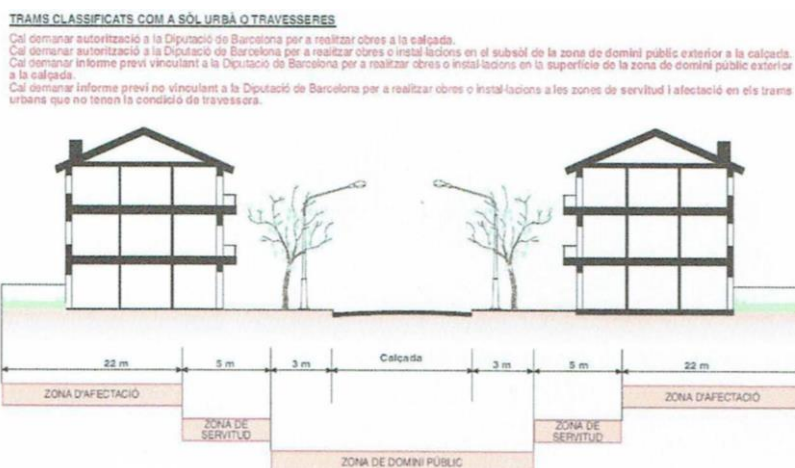 TRAMS CLASSIFICATS COM A SÒL URBÀ O TRAVESSERES
Cal demanar autorització a la Diputació de Barcelona per a realitzar obres a la calçada.
Cal demanar autorització a la Diputació de Barcelona per a realitzar obres o instal·lacions en el subsòl de la zona de domini públic exterior a la calçada.
Cal demanar informe previ vinculant a la Diputació de Barcelona per a realitzar obres o instal·lacions en la superfície de la zona de domini públic exterior
a la calçada.
Cal demanar informe previ no vinculant a la Diputació de Barcelona per a realitzar obres o instal·lacions a les zones de servitud i afectació en els trams
urbans que no tenen la condició de travessera.
22 m 5 m 3 m Calçada 3 m 5 m 22 m
ZONA D'AFECTACIÓ ZONA D'AFECTACIÓ
ZONA DE
SERVITUD
ZONA DE
SERVITUD
ZONA DE DOMINI PÚBLIC